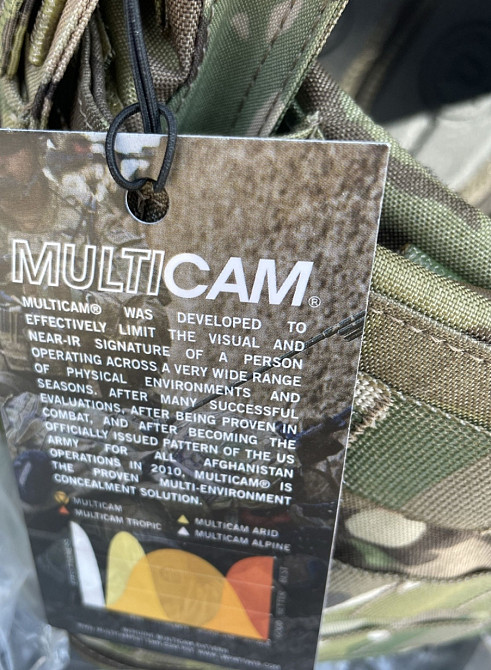 MULTICAM®
MULTICAM® WAS DEVELOPED TO
EFFECTIVELY LIMIT THE VISUAL AND
NEAR-IR SIGNATURE OF A PERSON
OPERATING ACROSS A VERY WIDE RANGE
OF PHYSICAL ENVIRONMENTS AND
SEASONS. AFTER MANY SUCCESSFUL
EVALUATIONS, AFTER BEING PROVEN IN
COMBAT, AND AFTER BECOMING THE
OFFICIALLY ISSUED PATTERN OF THE US
ARMY FOR ALL AFGHANISTAN
OPERATIONS IN 2010, MULTICAM® IS
THE PROVEN MULTI-ENVIRONMENT
CONCEALMENT SOLUTION.
MULTICAM
MULTICAM TROPIC
MULTICAM ARID
MULTICAM ALPINE